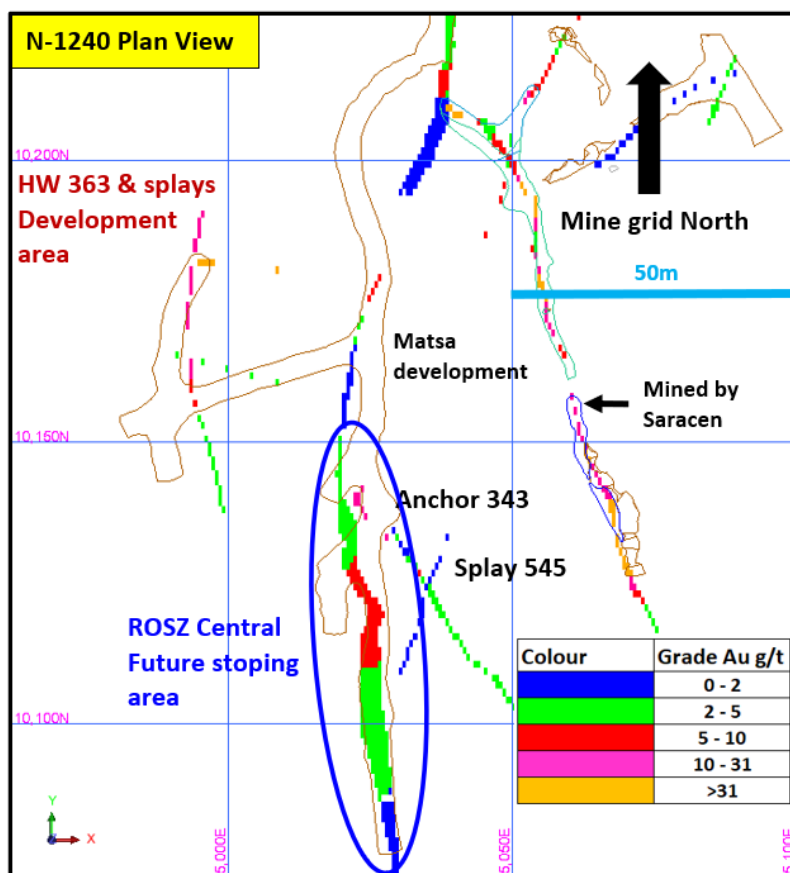 N-1240 Plan View
10,200N
HW 363 & splays
Development
area
Mine grid North
50m
Matsa
development
Mined by
Saracen
10,150N
Anchor 343
Splay 545
ROSZ Central
Future stoping
area
Colour Grade Au g/t
0 - 2
2 - 5
5 - 10
10 - 31
>31
10,100N
Y
X
5,000E
5,050E
5,100E